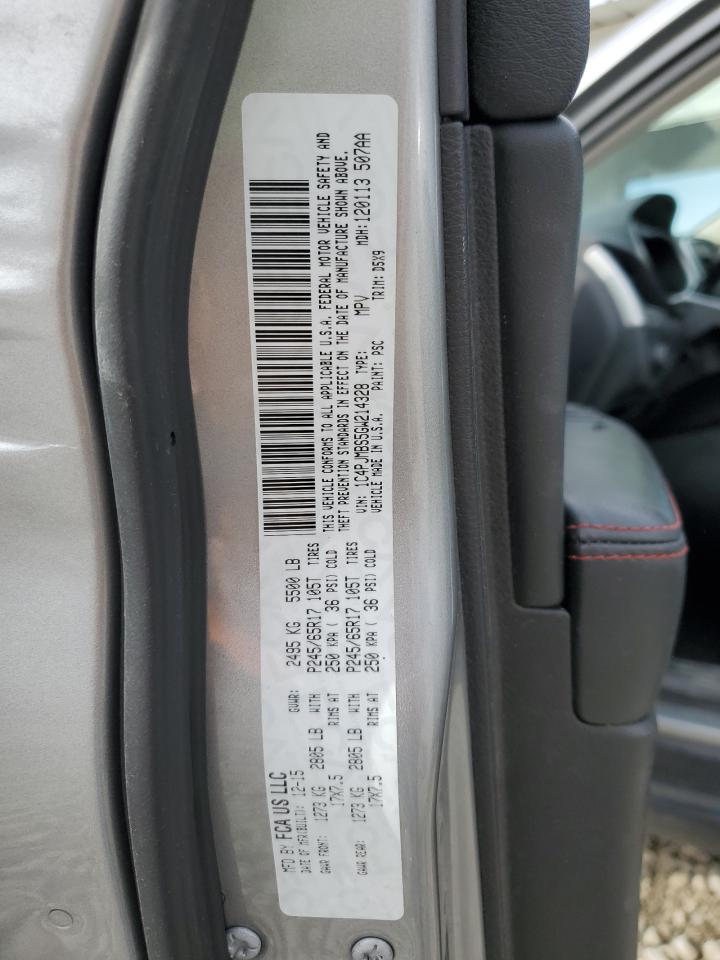 MFD BY FCA US LLC
DATE OF MFR(BUILT): 12-15 GVWR: 2495 KG 5500 LB
GAWR FRONT: 1273 KG 2805 LB WITH P245/65R17 105T TIRES
17X7.5 RIMS AT 250 KPA ( 36 PSI) COLD
GAWR REAR: 1273 KG 2805 LB WITH P245/65R17 105T TIRES
17X7.5 RIMS AT 250 KPA ( 36 PSI) COLD
THIS VEHICLE CONFORMS TO ALL APPLICABLE U.S.A. FEDERAL MOTOR VEHICLE SAFETY AND
THEFT PREVENTION STANDARDS IN EFFECT ON THE DATE OF MANUFACTURE SHOWN ABOVE.
VIN: 1C4PJMBS5GW214328 TYPE: MPV MDH: 120113 507AA
VEHICLE MADE IN U.S.A. PAINT: PSC TRIM: D5X9